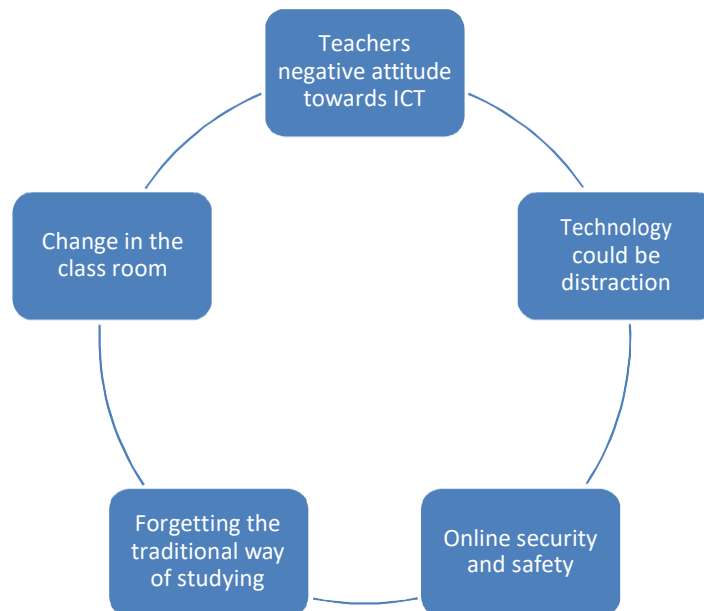 Teachers
negative attitude
towards ICT
Technology
could be
distraction
Online security
and safety
Forgetting the
traditional way
of studying
Change in the
class room